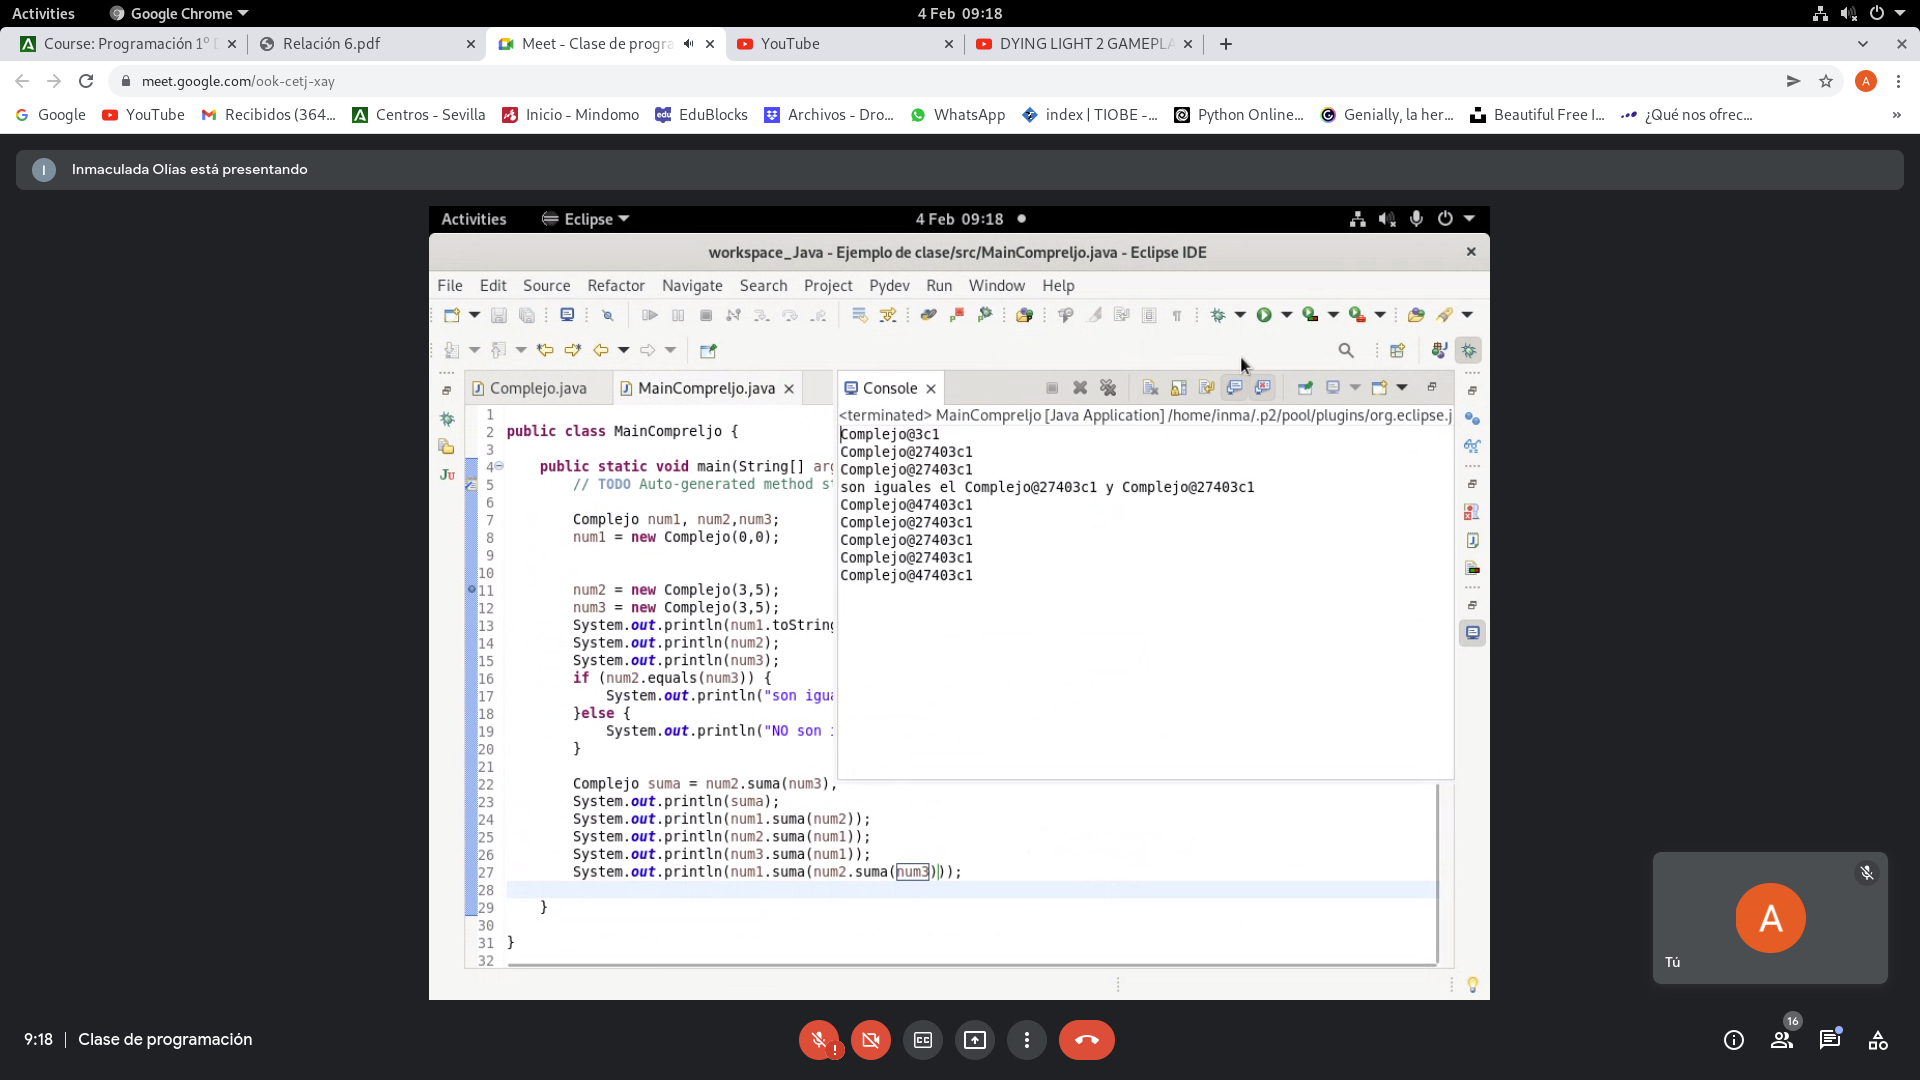 Activities
Google Chrome
4 Feb 09:18
Course: Programación 1º
Relación 6.pdf
Meet - Clase de progra
YouTube
DYING LIGHT 2 GAMEPLA
meet.google.com/ook-cetj-xay
A
Google
YouTube
Recibidos (364...
Centros - Sevilla
Inicio - Mindomo
EduBlocks
Archivos - Dro...
WhatsApp
index | TIOBE -...
Python Online...
Genially, la her...
Beautiful Free I...
¿Qué nos ofrec...
I
Inmaculada Olías está presentando
Activities
Eclipse
4 Feb 09:18
workspace_Java - Ejemplo de clase/src/MainCompreljo.java - Eclipse IDE
File Edit Source Refactor Navigate Search Project Pydev Run Window Help
Complejo.java
MainCompreljo.java
1
2 public class MainCompreljo {
3
4 public static void main(String[] arg
5 // TODO Auto-generated method st
6
7 Complejo num1, num2,num3;
8 num1 = new Complejo(0,0);
9
10
11 num2 = new Complejo(3,5);
12 num3 = new Complejo(3,5);
13 System.out.println(num1.toString
14 System.out.println(num2);
15 System.out.println(num3);
16 if (num2.equals(num3)) {
17 System.out.println("son igua
18 }else {
19 System.out.println("NO son i
20 }
21
22 Complejo suma = num2.suma(num3);
23 System.out.println(suma);
24 System.out.println(num1.suma(num2));
25 System.out.println(num2.suma(num1));
26 System.out.println(num3.suma(num1));
27 System.out.println(num1.suma(num2.suma(num3)));
28
29 }
30
31 }
32
Console
<terminated> MainCompreljo [Java Application] /home/inma/.p2/pool/plugins/org.eclipse.j
Complejo@3c1
Complejo@27403c1
Complejo@27403c1
son iguales el Complejo@27403c1 y Complejo@27403c1
Complejo@47403c1
Complejo@27403c1
Complejo@27403c1
Complejo@27403c1
Complejo@47403c1
A
Tú
9:18 | Clase de programación
16